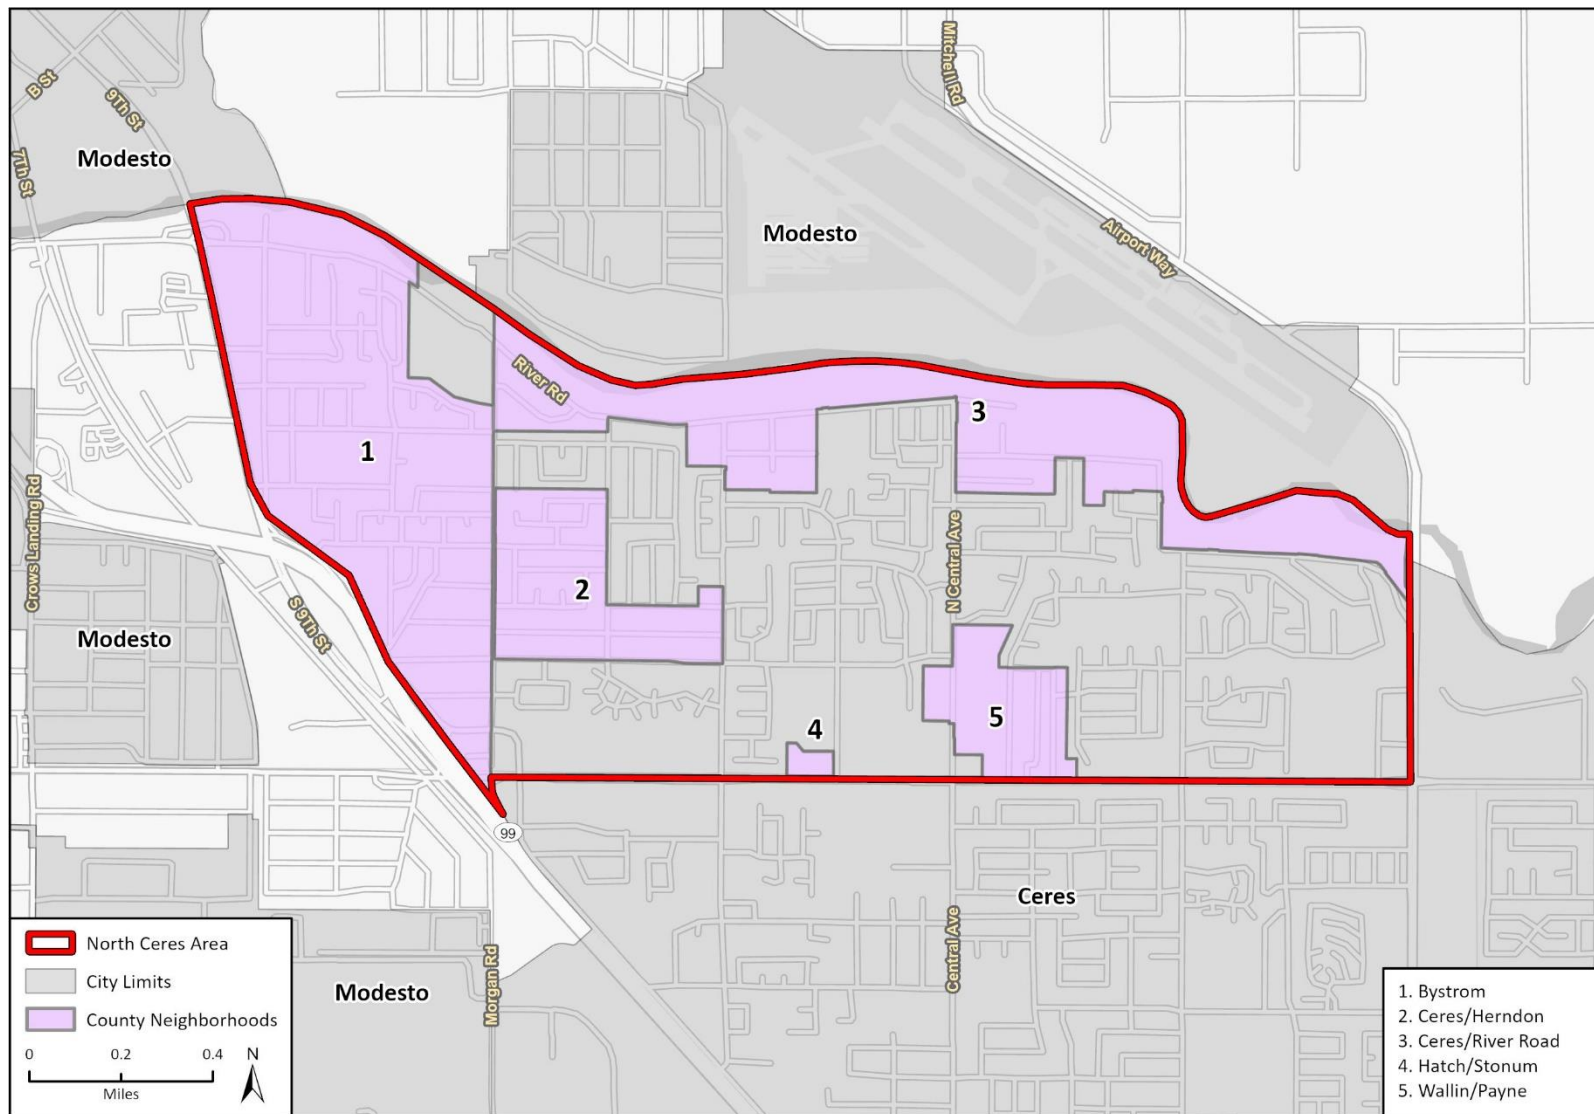 Mitchell Rd
B St
9Th St
7Th St
Modesto
Modesto
Airport Way
River Rd
3
1
Crows Landing Rd
N Central Ave
2
S 9Th St
Modesto
5
4
99
Ceres
Central Ave
Morgan Rd
Modesto
North Ceres Area
City Limits
County Neighborhoods
0 0.2 0.4
Miles
N
1. Bystrom
2. Ceres/Herndon
3. Ceres/River Road
4. Hatch/Stonum
5. Wallin/Payne